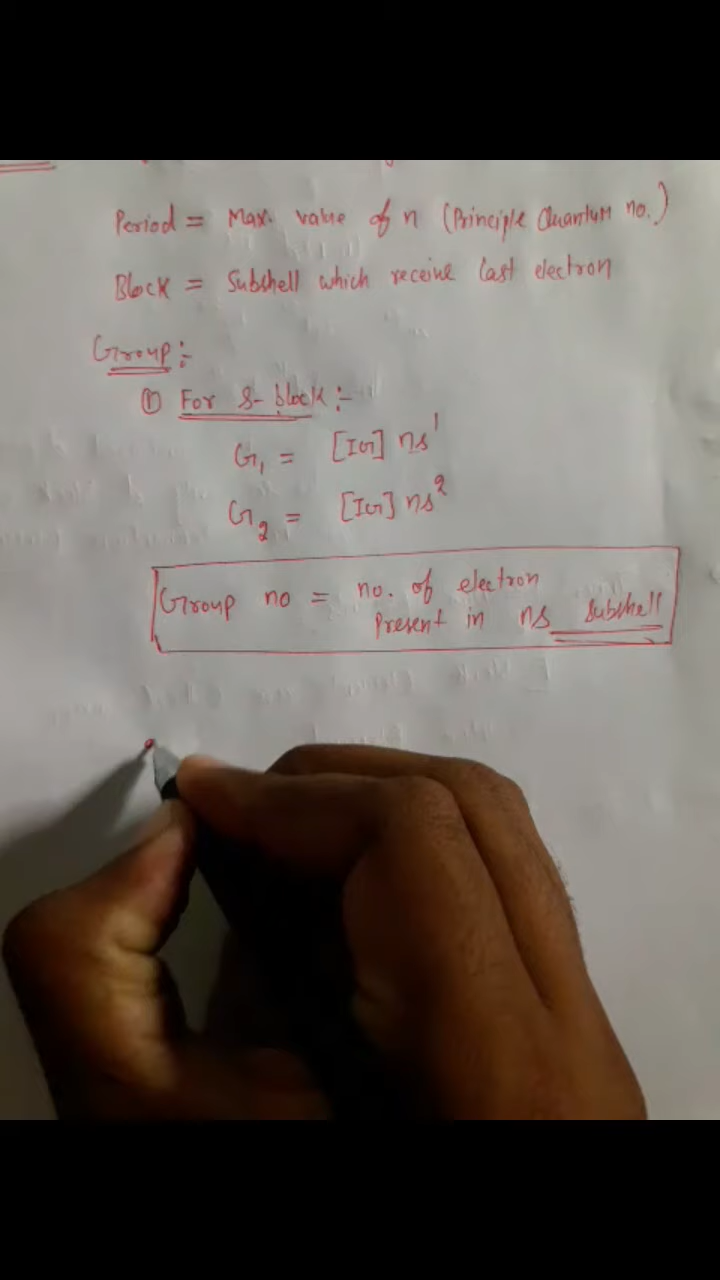 Period = Max. value of n (Principle Quantum no.)
Block = Subshell which receive last electron
Group :-
① For s-block :-
G₁ = [IG] ns¹
G₂ = [IG] ns²
Group no = no. of electron
Present in ns subshell